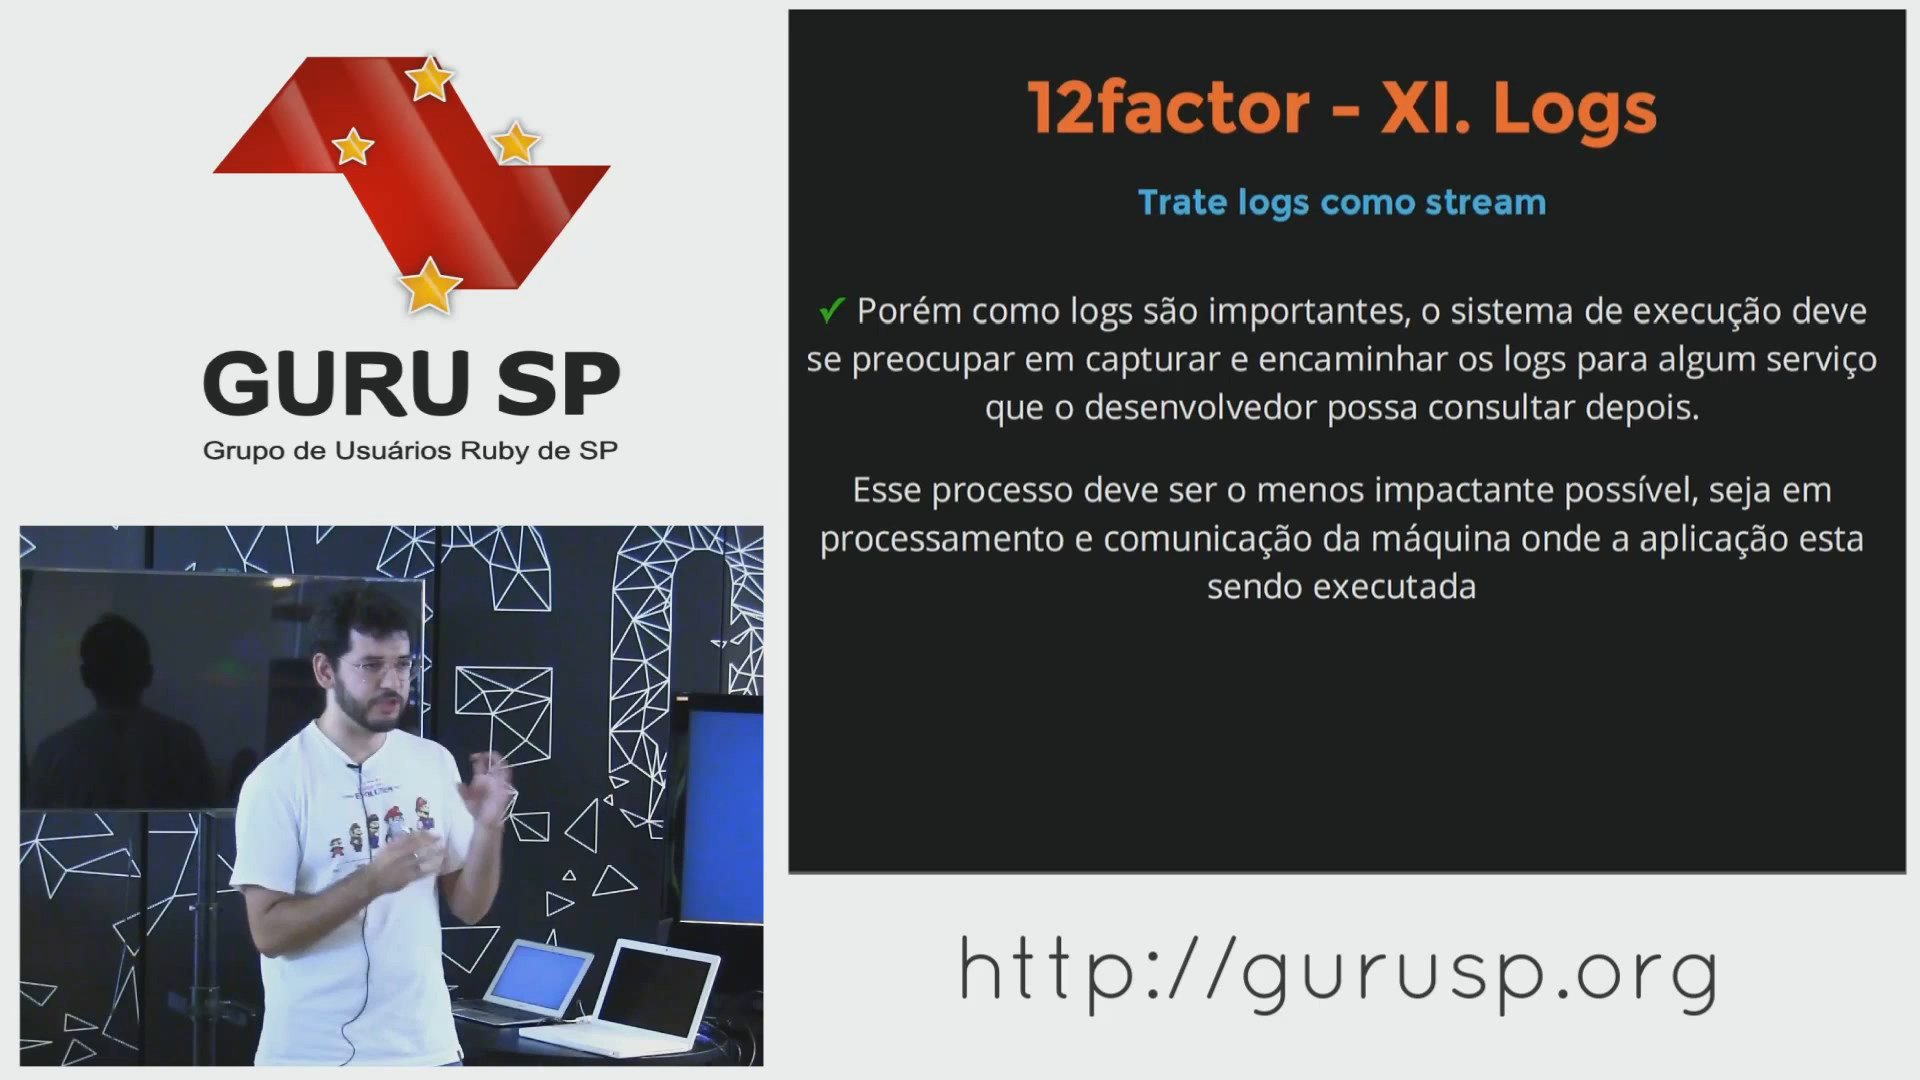 GURU SP
Grupo de Usuários Ruby de SP
12factor - XI. Logs
Trate logs como stream
✓ Porém como logs são importantes, o sistema de execução deve
se preocupar em capturar e encaminhar os logs para algum serviço
que o desenvolvedor possa consultar depois.
Esse processo deve ser o menos impactante possível, seja em
processamento e comunicação da máquina onde a aplicação esta
sendo executada
http://gurusp.org